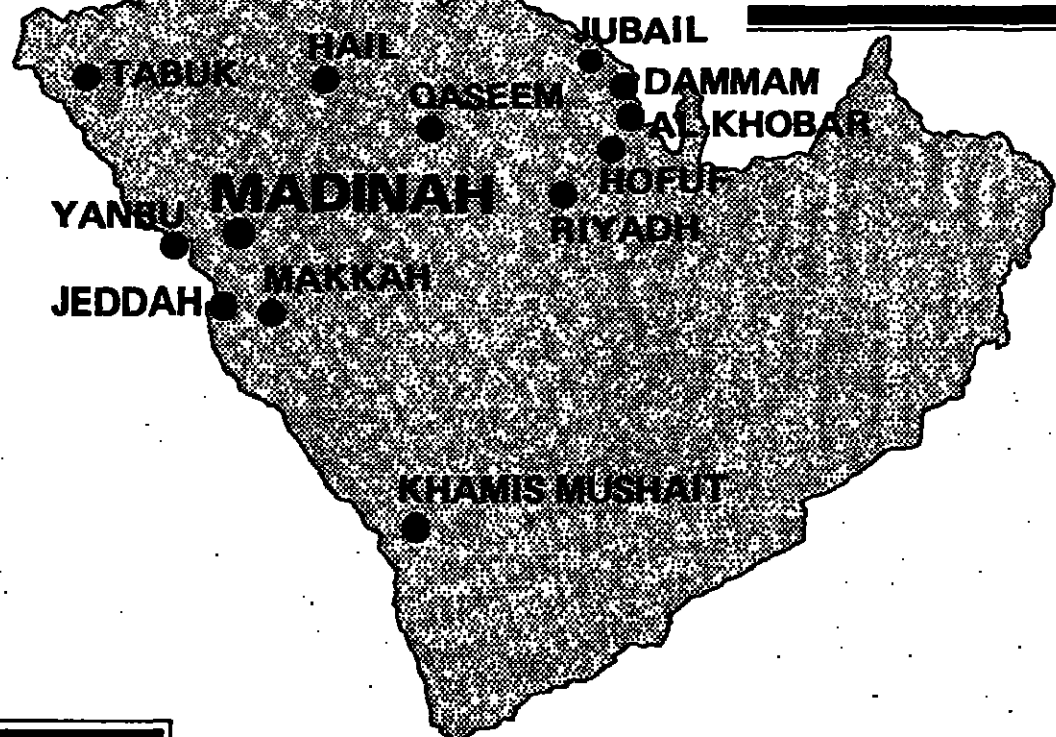 JUBAIL
HAIL
TABUK
DAMMAM
QASEEM
AL-KHOBAR
HOFUF
MADINAH
YANBU
RIYADH
MAKKAH
JEDDAH
KHAMIS MUSHAIT